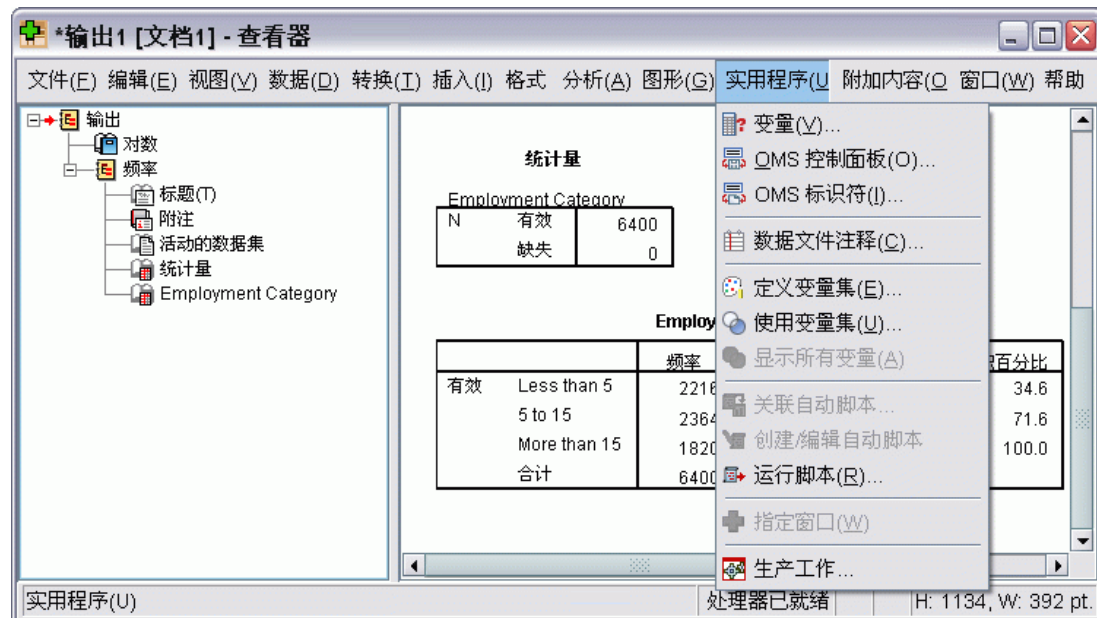 *输出1 [文档1] - 查看器
文件(F) 编辑(E) 视图(V) 数据(D) 转换(T) 插入(I) 格式 分析(A) 图形(G) 实用程序(U 附加内容(O 窗口(W) 帮助
输出
对数
频率
标题(T)
附注
活动的数据集
统计量
Employment Category
统计量
Employment Category
N 有效 6400
缺失 0
Employ
频率 百分比
有效 Less than 5 2216 34.6
5 to 15 2364 71.6
More than 15 1820 100.0
合计 6400
变量(V)...
OMS 控制面板(O)...
OMS 标识符(I)...
数据文件注释(C)...
定义变量集(E)...
使用变量集(U)...
显示所有变量(A)
关联自动脚本...
创建/编辑自动脚本
运行脚本(R)...
指定窗口(W)
生产工作...
实用程序(U) 处理器已就绪 H: 1134, W: 392 pt.